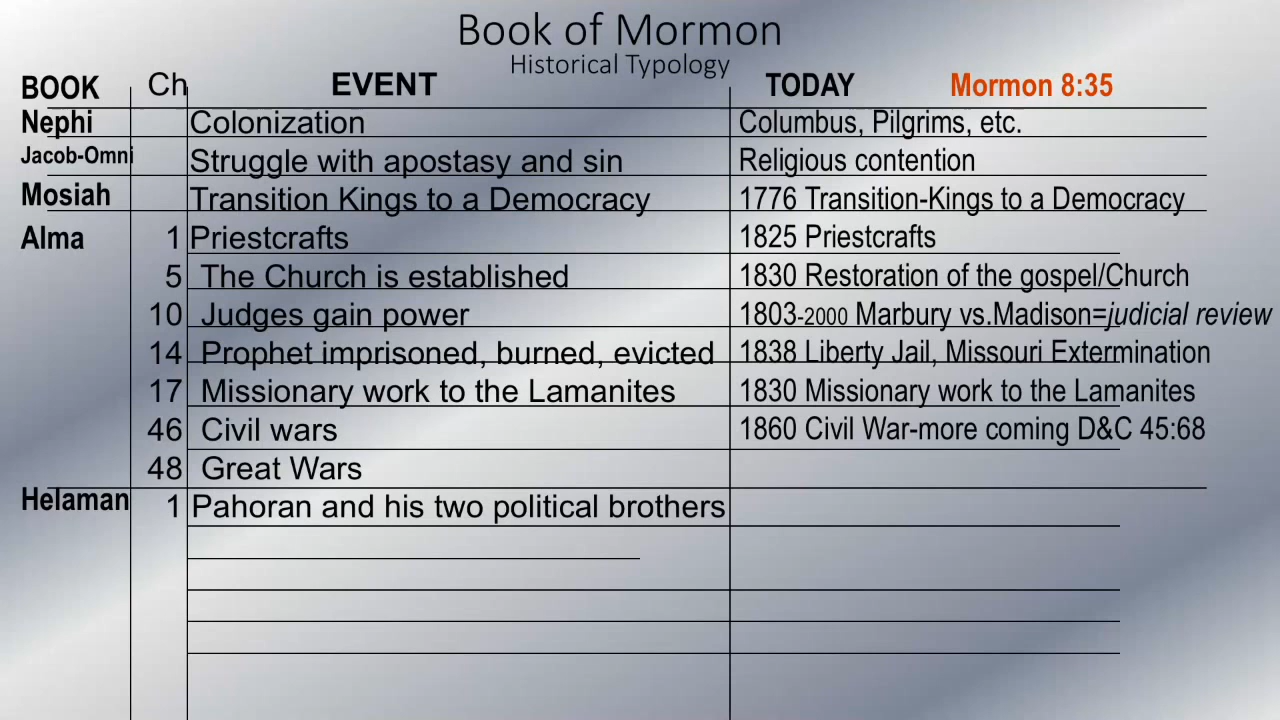 Book of Mormon
Historical Typology
BOOK Ch EVENT TODAY Mormon 8:35
Nephi Colonization Columbus, Pilgrims, etc.
Jacob-Omni Struggle with apostasy and sin Religious contention
Mosiah Transition Kings to a Democracy 1776 Transition-Kings to a Democracy
Alma 1 Priestcrafts 1825 Priestcrafts
5 The Church is established 1830 Restoration of the gospel/Church
10 Judges gain power 1803-2000 Marbury vs.Madison=judicial review
14 Prophet imprisoned, burned, evicted 1838 Liberty Jail, Missouri Extermination
17 Missionary work to the Lamanites 1830 Missionary work to the Lamanites
46 Civil wars 1860 Civil War-more coming D&C 45:68
48 Great Wars
Helaman 1 Pahoran and his two political brothers